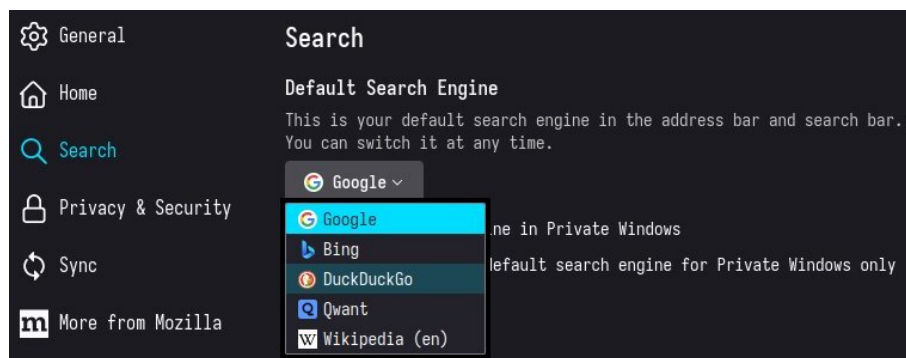 General
Home
Search
Privacy & Security
Sync
More from Mozilla
Search
Default Search Engine
This is your default search engine in the address bar and search bar.
You can switch it at any time.
Google
Google
Bing
DuckDuckGo
Qwant
Wikipedia (en)
ne in Private Windows
default search engine for Private Windows only